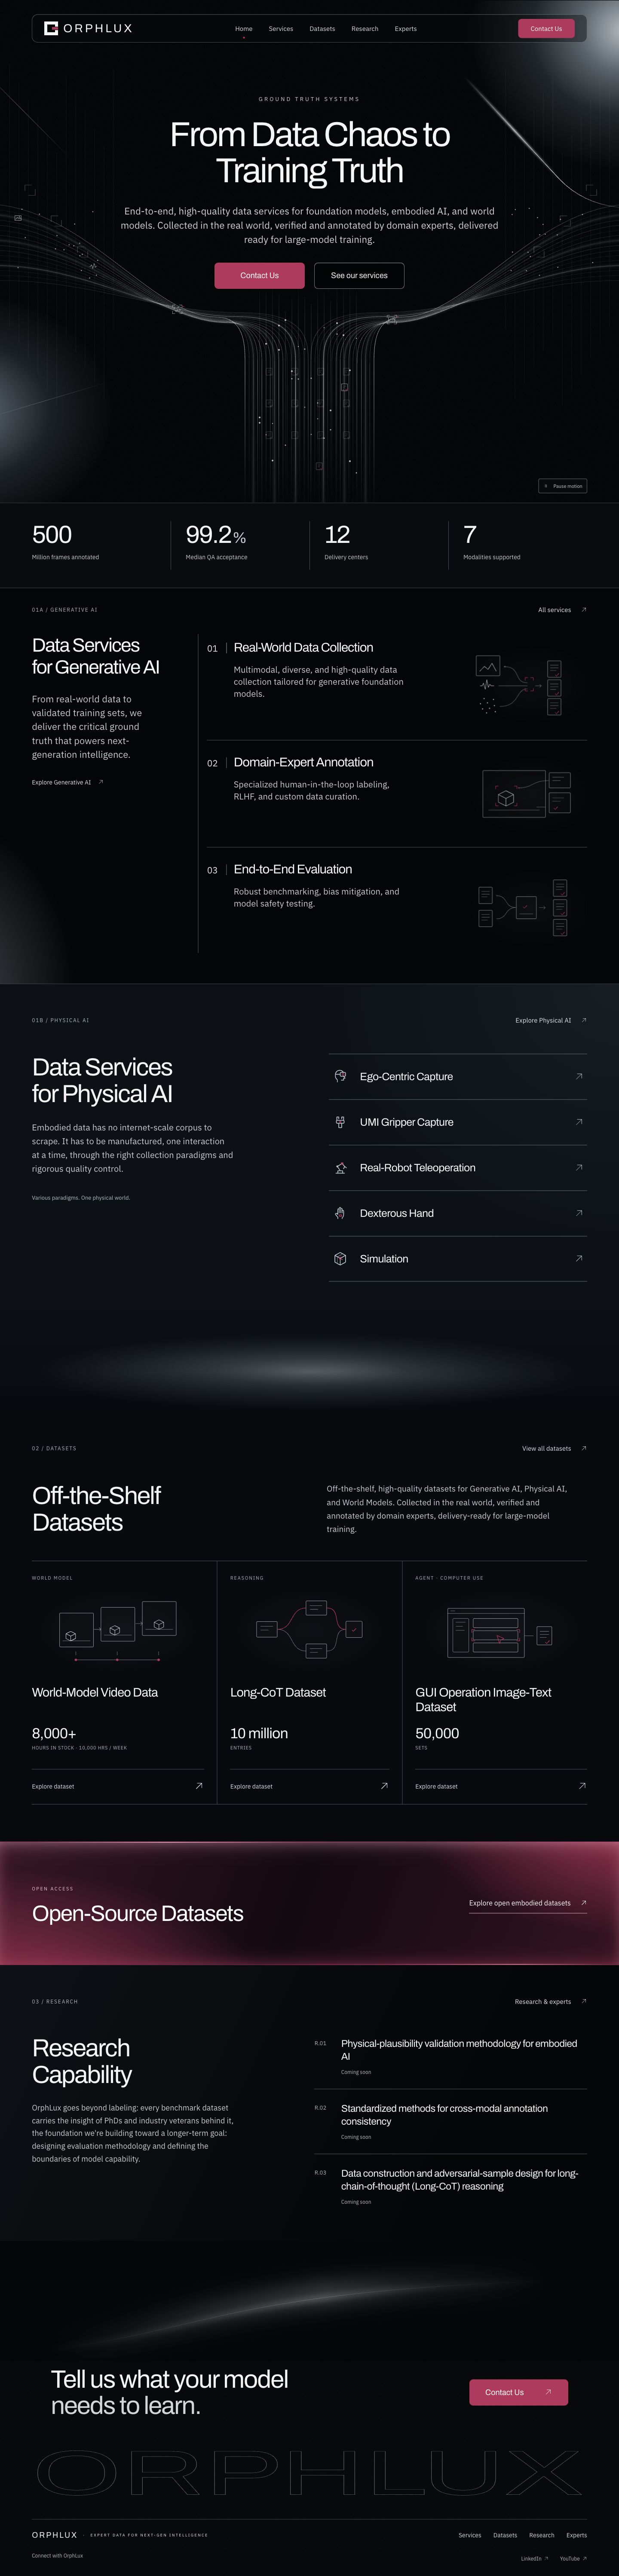 ORPHLUX
Home Services Datasets Research Experts
Contact Us
GROUND TRUTH SYSTEMS
From Data Chaos to
Training Truth
End-to-end, high-quality data services for foundation models, embodied AI, and world
models. Collected in the real world, verified and annotated by domain experts, delivered
ready for large-model training.
Contact Us
See our services
Pause motion
500
Million frames annotated
99.2%
Median QA acceptance
12
Delivery centers
7
Modalities supported
01A / GENERATIVE AI
All services
Data Services
for Generative AI
From real-world data to
validated training sets, we
deliver the critical ground
truth that powers next-
generation intelligence.
Explore Generative AI
01
Real-World Data Collection
Multimodal, diverse, and high-quality data
collection tailored for generative foundation
models.
02
Domain-Expert Annotation
Specialized human-in-the-loop labeling,
RLHF, and custom data curation.
03
End-to-End Evaluation
Robust benchmarking, bias mitigation, and
model safety testing.
01B / PHYSICAL AI
Explore Physical AI
Data Services
for Physical AI
Embodied data has no internet-scale corpus to
scrape. It has to be manufactured, one interaction
at a time, through the right collection paradigms and
rigorous quality control.
Various paradigms. One physical world.
Ego-Centric Capture
UMI Gripper Capture
Real-Robot Teleoperation
Dexterous Hand
Simulation
02 / DATASETS
View all datasets
Off-the-Shelf
Datasets
Off-the-shelf, high-quality datasets for Generative AI, Physical AI,
and World Models. Collected in the real world, verified and
annotated by domain experts, delivery-ready for large-model
training.
WORLD MODEL
World-Model Video Data
8,000+
HOURS IN STOCK · 10,000 HRS / WEEK
Explore dataset
REASONING
Long-CoT Dataset
10 million
ENTRIES
Explore dataset
AGENT · COMPUTER USE
GUI Operation Image-Text
Dataset
50,000
SETS
Explore dataset
OPEN ACCESS
Open-Source Datasets
Explore open embodied datasets
03 / RESEARCH
Research & experts
Research
Capability
OrphLux goes beyond labeling: every benchmark dataset
carries the insight of PhDs and industry veterans behind it,
the foundation we're building toward a longer-term goal:
designing evaluation methodology and defining the
boundaries of model capability.
R.01
Physical-plausibility validation methodology for embodied
AI
Coming soon
R.02
Standardized methods for cross-modal annotation
consistency
Coming soon
R.03
Data construction and adversarial-sample design for long-
chain-of-thought (Long-CoT) reasoning
Coming soon
Tell us what your model
needs to learn.
Contact Us
ORPHLUX
ORPHLUX
EXPERT DATA FOR NEXT-GEN INTELLIGENCE
Services Datasets Research Experts
Connect with OrphLux
LinkedIn YouTube